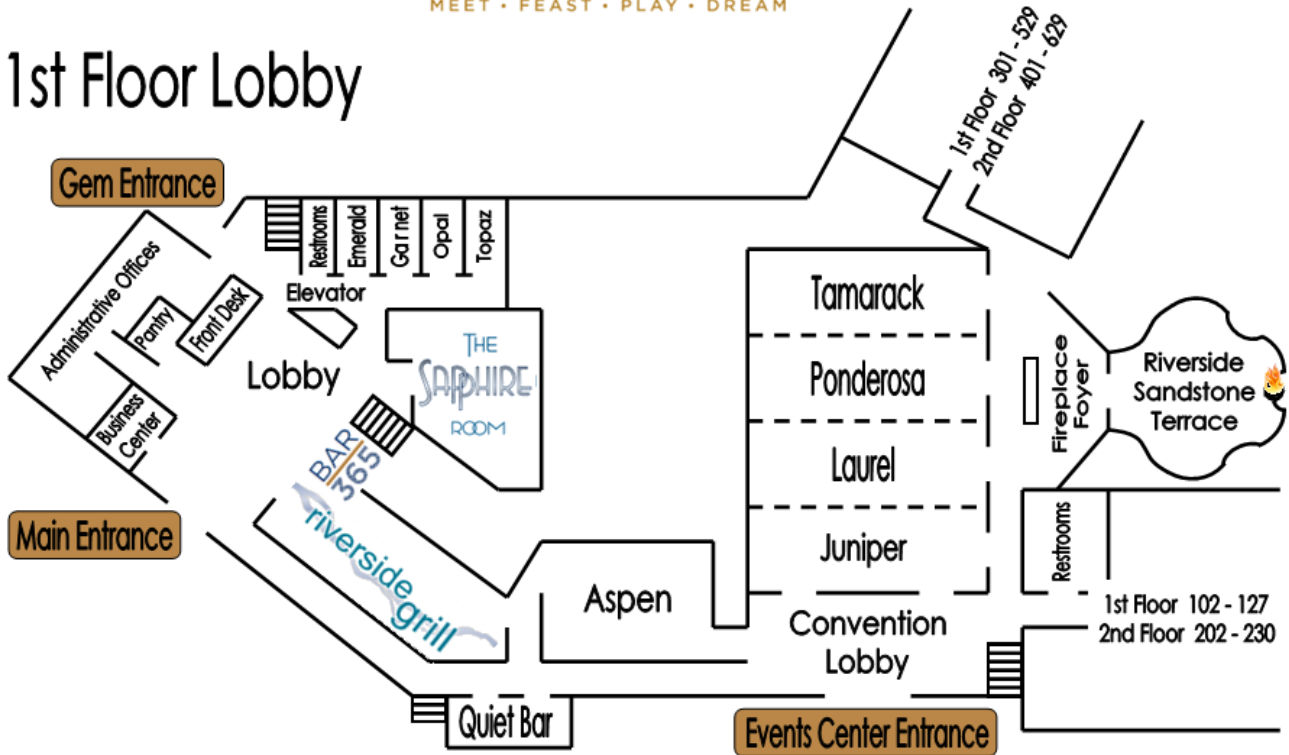 MEET • FEAST • PLAY • DREAM
1st Floor Lobby
1st Floor 301 - 529
2nd Floor 401 - 629
Gem Entrance
Restrooms
Emerald
Garnet
Opal
Topaz
Administrative Offices
Elevator
Pantry
Front Desk
Lobby
THE
SAPPHIRE
ROOM
Business
Center
BAR
365
riverside
grill
Main Entrance
Tamarack
Ponderosa
Laurel
Juniper
Fireplace
Foyer
Riverside
Sandstone
Terrace
Restrooms
Aspen
Convention
Lobby
1st Floor 102 - 127
2nd Floor 202 - 230
Quiet Bar
Events Center Entrance